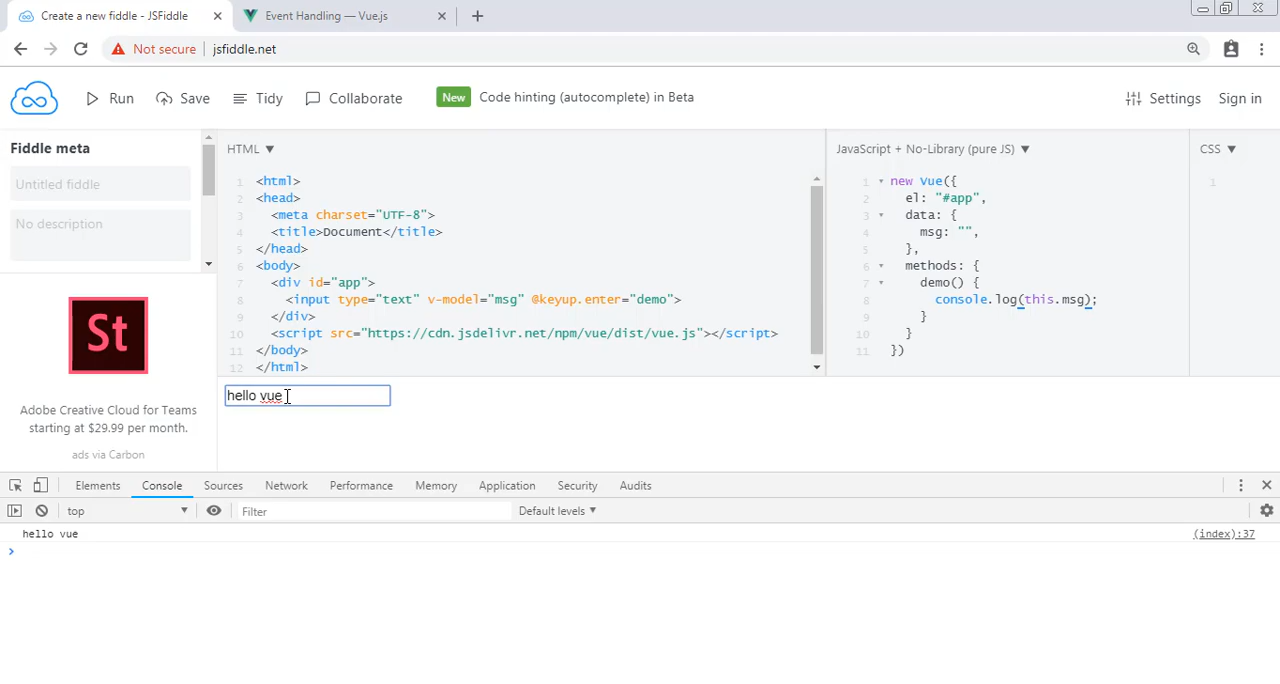 Create a new fiddle - JSFiddle
Event Handling — Vue.js
Not secure
jsfiddle.net
Run
Save
Tidy
Collaborate
New
Code hinting (autocomplete) in Beta
Settings
Sign in
Fiddle meta
Untitled fiddle
No description
St
Adobe Creative Cloud for Teams
starting at $29.99 per month.
ads via Carbon
HTML ▼
1 <html>
2 <head>
3 <meta charset="UTF-8">
4 <title>Document</title>
5 </head>
6 <body>
7 <div id="app">
8 <input type="text" v-model="msg" @keyup.enter="demo">
9 </div>
10 <script src="https://cdn.jsdelivr.net/npm/vue/dist/vue.js"></script>
11 </body>
12 </html>
JavaScript + No-Library (pure JS) ▼
1 new Vue({
2 el: "#app",
3 data: {
4 msg: "",
5 },
6 methods: {
7 demo() {
8 console.log(this.msg);
9 }
10 }
11 })
CSS ▼
1
hello vue
Elements
Console
Sources
Network
Performance
Memory
Application
Security
Audits
top
Filter
Default levels ▼
hello vue
(index):37